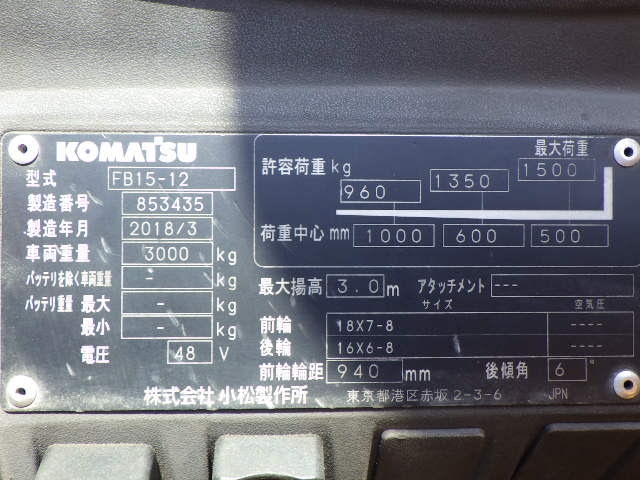 KOMATSU
型式 FB15-12
製造番号 853435
製造年月 2018/3
車両重量 3000 kg
バッテリを除く車両重量 - kg
バッテリ重量 最大 - kg
最小 - kg
電圧 48 V
最大荷重
許容荷重 kg 960 1350 1500
荷重中心 mm 1000 600 500
最大揚高 3.0 m アタッチメント ---
サイズ 空気圧
前輪 18X7-8 ----
後輪 16X6-8 ----
前輪輪距 940 mm 後傾角 6 °
株式会社 小松製作所 東京都港区赤坂 2-3-6 JPN